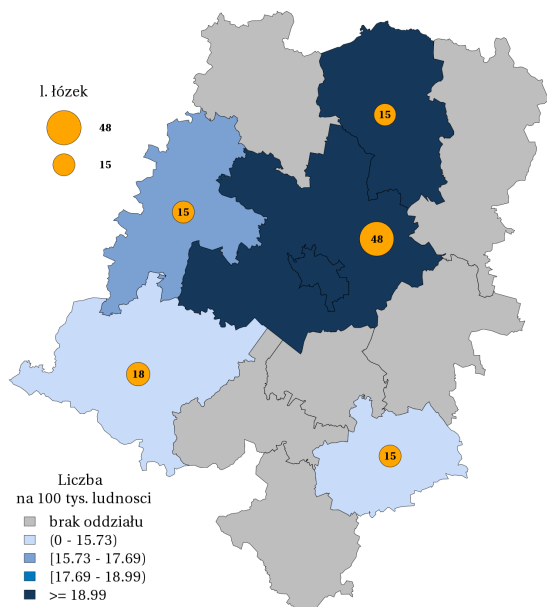 l. łózek
48
15
15
15
48
18
15
Liczba
na 100 tys. ludnosci
brak oddziału
(0 - 15.73)
[15.73 - 17.69)
[17.69 - 18.99)
>= 18.99